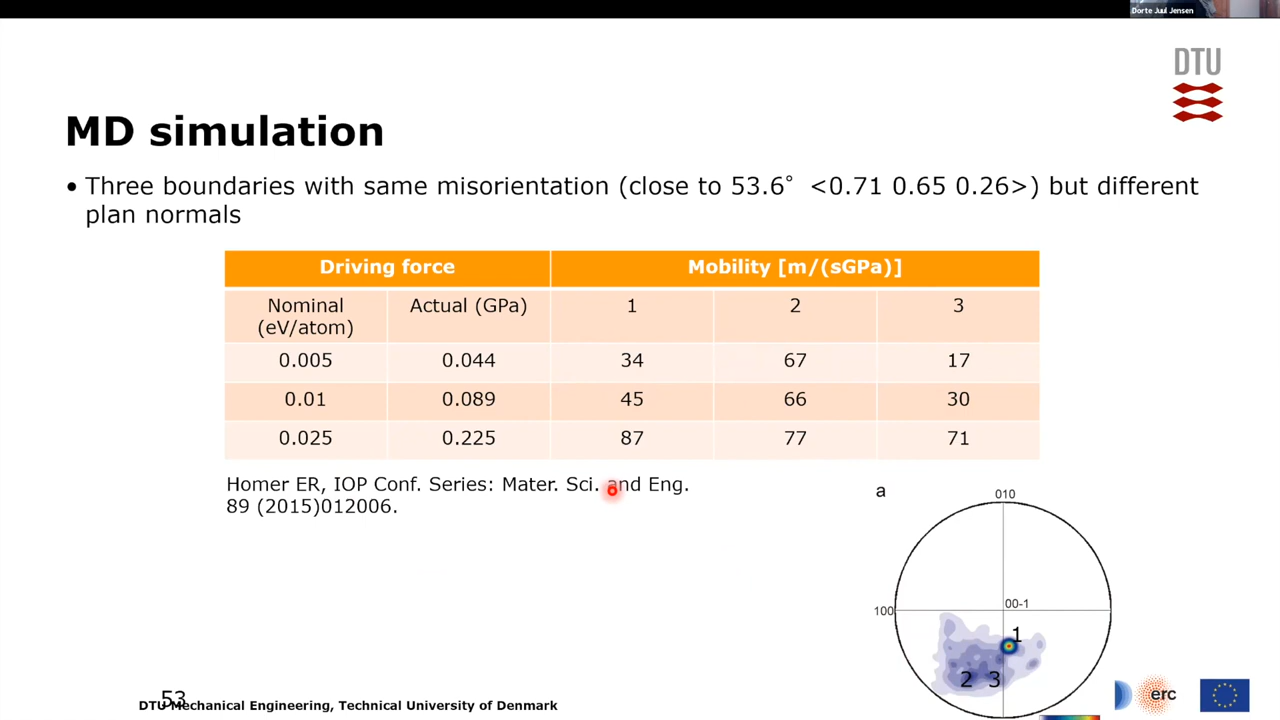 Dorte Juul Jensen
DTU
MD simulation
• Three boundaries with same misorientation (close to 53.6° <0.71 0.65 0.26>) but different
plan normals
Driving force Mobility [m/(sGPa)]
Nominal (eV/atom) Actual (GPa) 1 2 3
0.005 0.044 34 67 17
0.01 0.089 45 66 30
0.025 0.225 87 77 71
Homer ER, IOP Conf. Series: Mater. Sci. and Eng.
89 (2015)012006.
a
010
100
00-1
1
2 3
53
DTU Mechanical Engineering, Technical University of Denmark
erc